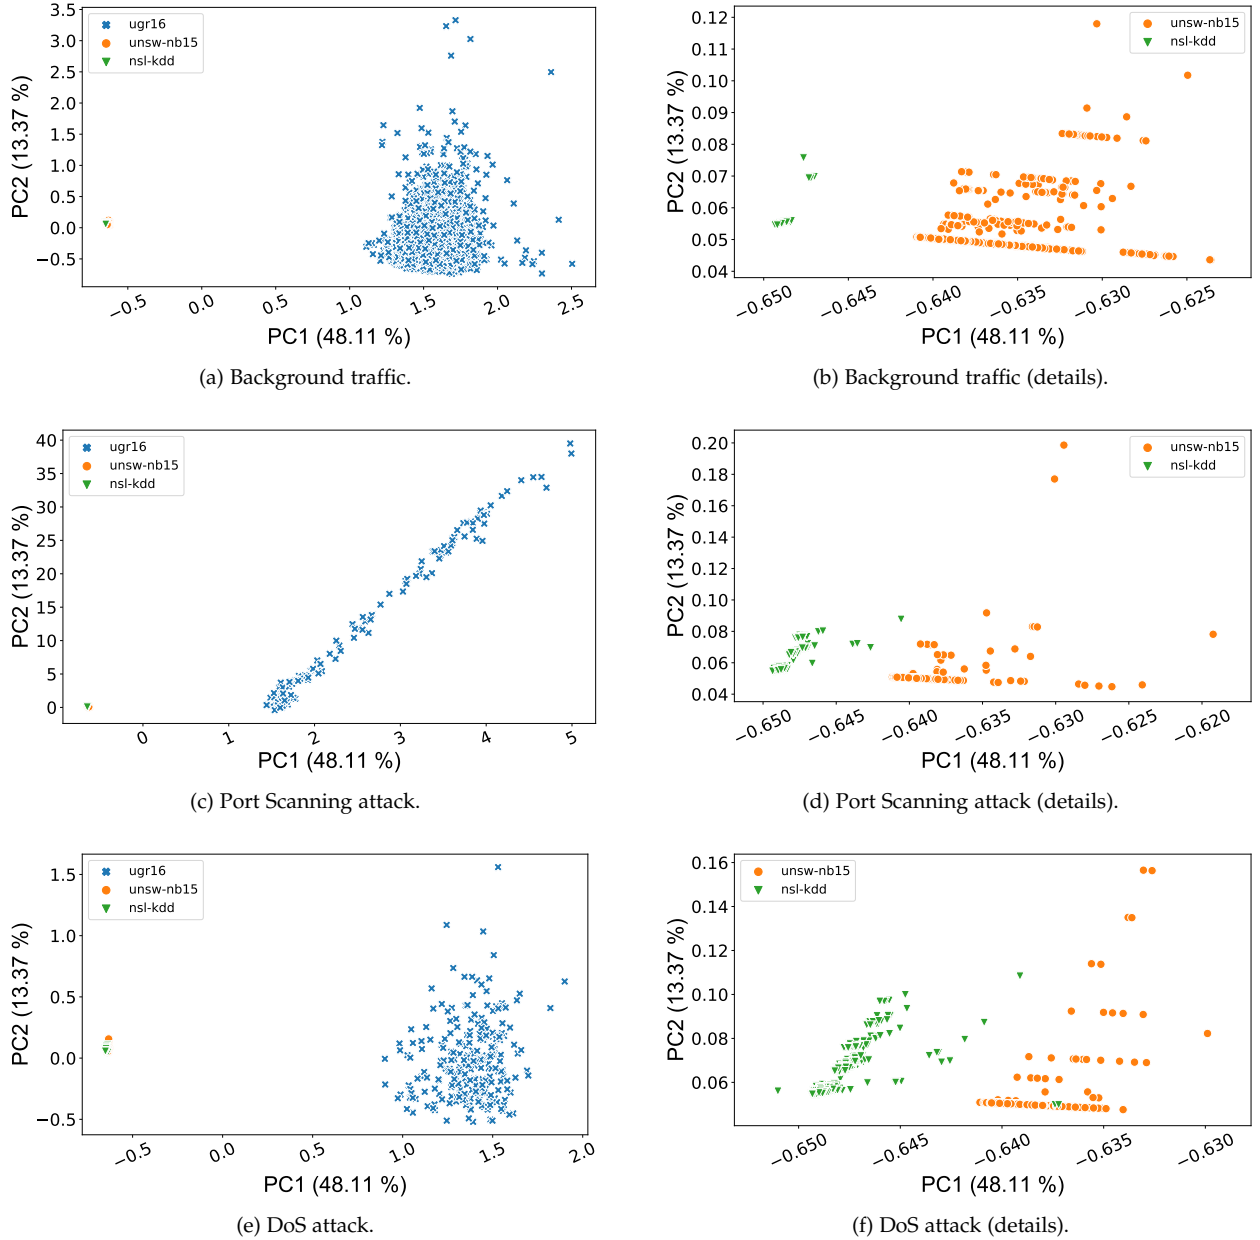 3.5
3.0
2.5
2.0
1.5
1.0
0.5
0.0
−0.5
PC2 (13.37 %)
ugr16
unsw-nb15
nsl-kdd
−0.5 0.0 0.5 1.0 1.5 2.0 2.5
PC1 (48.11 %)
(a) Background traffic.
0.12
0.11
0.10
0.09
0.08
0.07
0.06
0.05
0.04
PC2 (13.37 %)
unsw-nb15
nsl-kdd
−0.650 −0.645 −0.640 −0.635 −0.630 −0.625
PC1 (48.11 %)
(b) Background traffic (details).
40
35
30
25
20
15
10
5
0
PC2 (13.37 %)
ugr16
unsw-nb15
nsl-kdd
0 1 2 3 4 5
PC1 (48.11 %)
(c) Port Scanning attack.
0.20
0.18
0.16
0.14
0.12
0.10
0.08
0.06
0.04
PC2 (13.37 %)
unsw-nb15
nsl-kdd
−0.650 −0.645 −0.640 −0.635 −0.630 −0.625 −0.620
PC1 (48.11 %)
(d) Port Scanning attack (details).
1.5
1.0
0.5
0.0
−0.5
PC2 (13.37 %)
ugr16
unsw-nb15
nsl-kdd
−0.5 0.0 0.5 1.0 1.5 2.0
PC1 (48.11 %)
(e) DoS attack.
0.16
0.14
0.12
0.10
0.08
0.06
PC2 (13.37 %)
unsw-nb15
nsl-kdd
−0.650 −0.645 −0.640 −0.635 −0.630
PC1 (48.11 %)
(f) DoS attack (details).